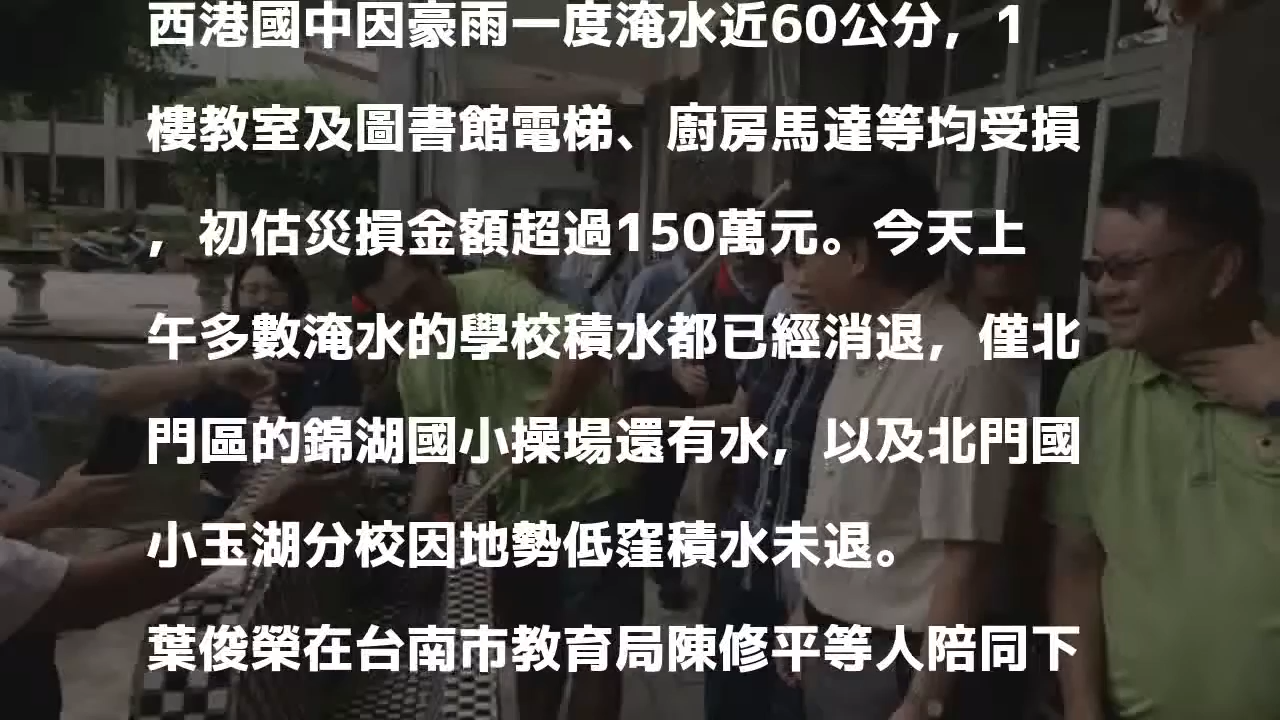 西港國中因豪雨一度淹水近60公分，1
樓教室及圖書館電梯、廚房馬達等均受損
，初估災損金額超過150萬元。今天上
午多數淹水的學校積水都已經消退，僅北
門區的錦湖國小操場還有水，以及北門國
小玉湖分校因地勢低窪積水未退。
葉俊榮在台南市教育局陳修平等人陪同下